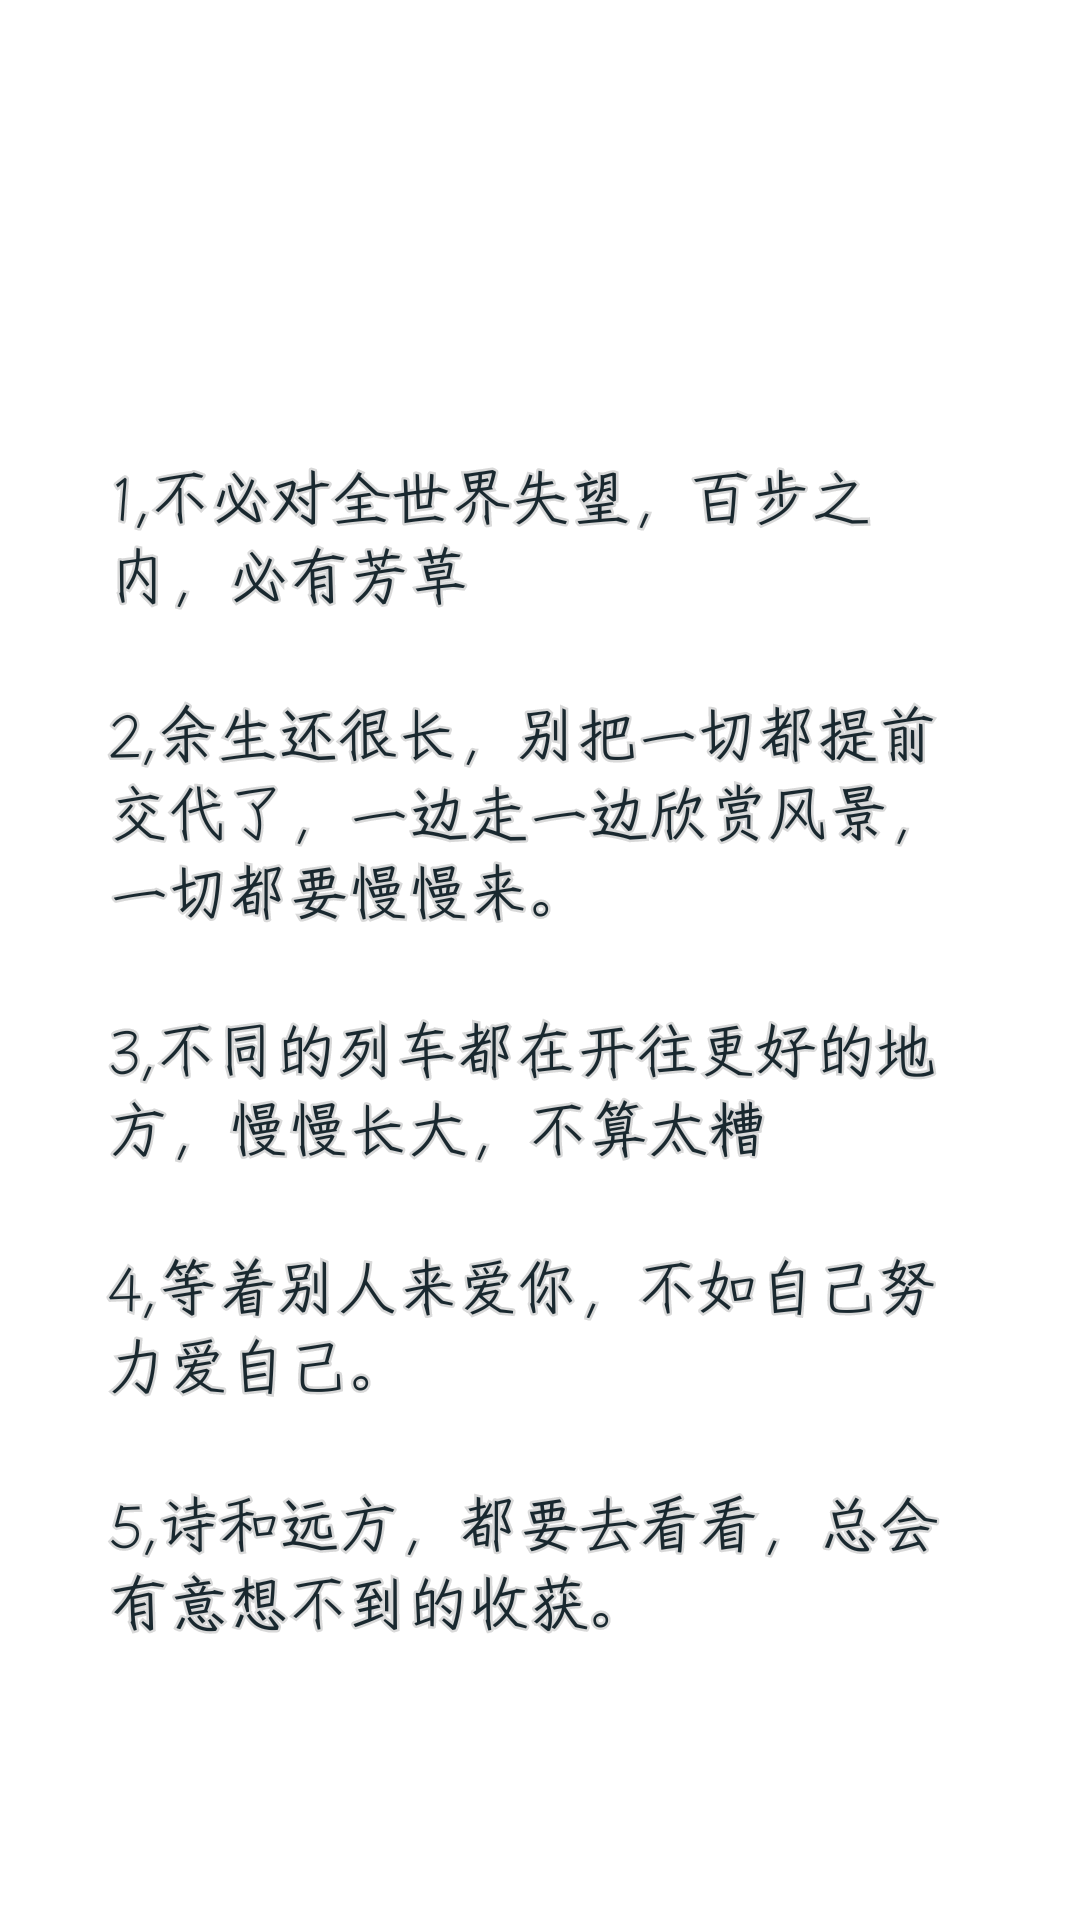 1,不必对全世界失望，百步之
内，必有芳草
2,余生还很长，别把一切都提前
交代了，一边走一边欣赏风景，
一切都要慢慢来。
3,不同的列车都在开往更好的地
方，慢慢长大，不算太糟
4,等着别人来爱你，不如自己努
力爱自己。
5,诗和远方，都要去看看，总会
有意想不到的收获。